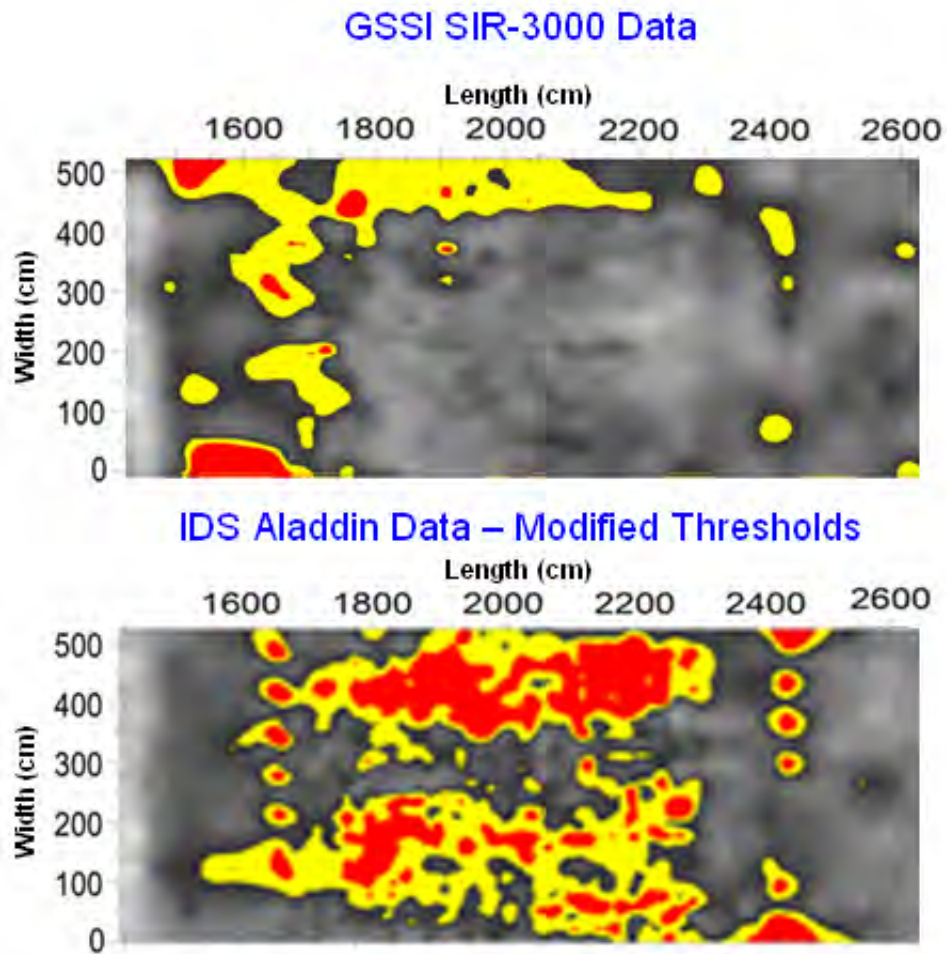 GSSI SIR-3000 Data
Length (cm)
1600 1800 2000 2200 2400 2600
Width (cm)
500
400
300
200
100
0
IDS Aladdin Data – Modified Thresholds
Length (cm)
1600 1800 2000 2200 2400 2600
Width (cm)
500
400
300
200
100
0